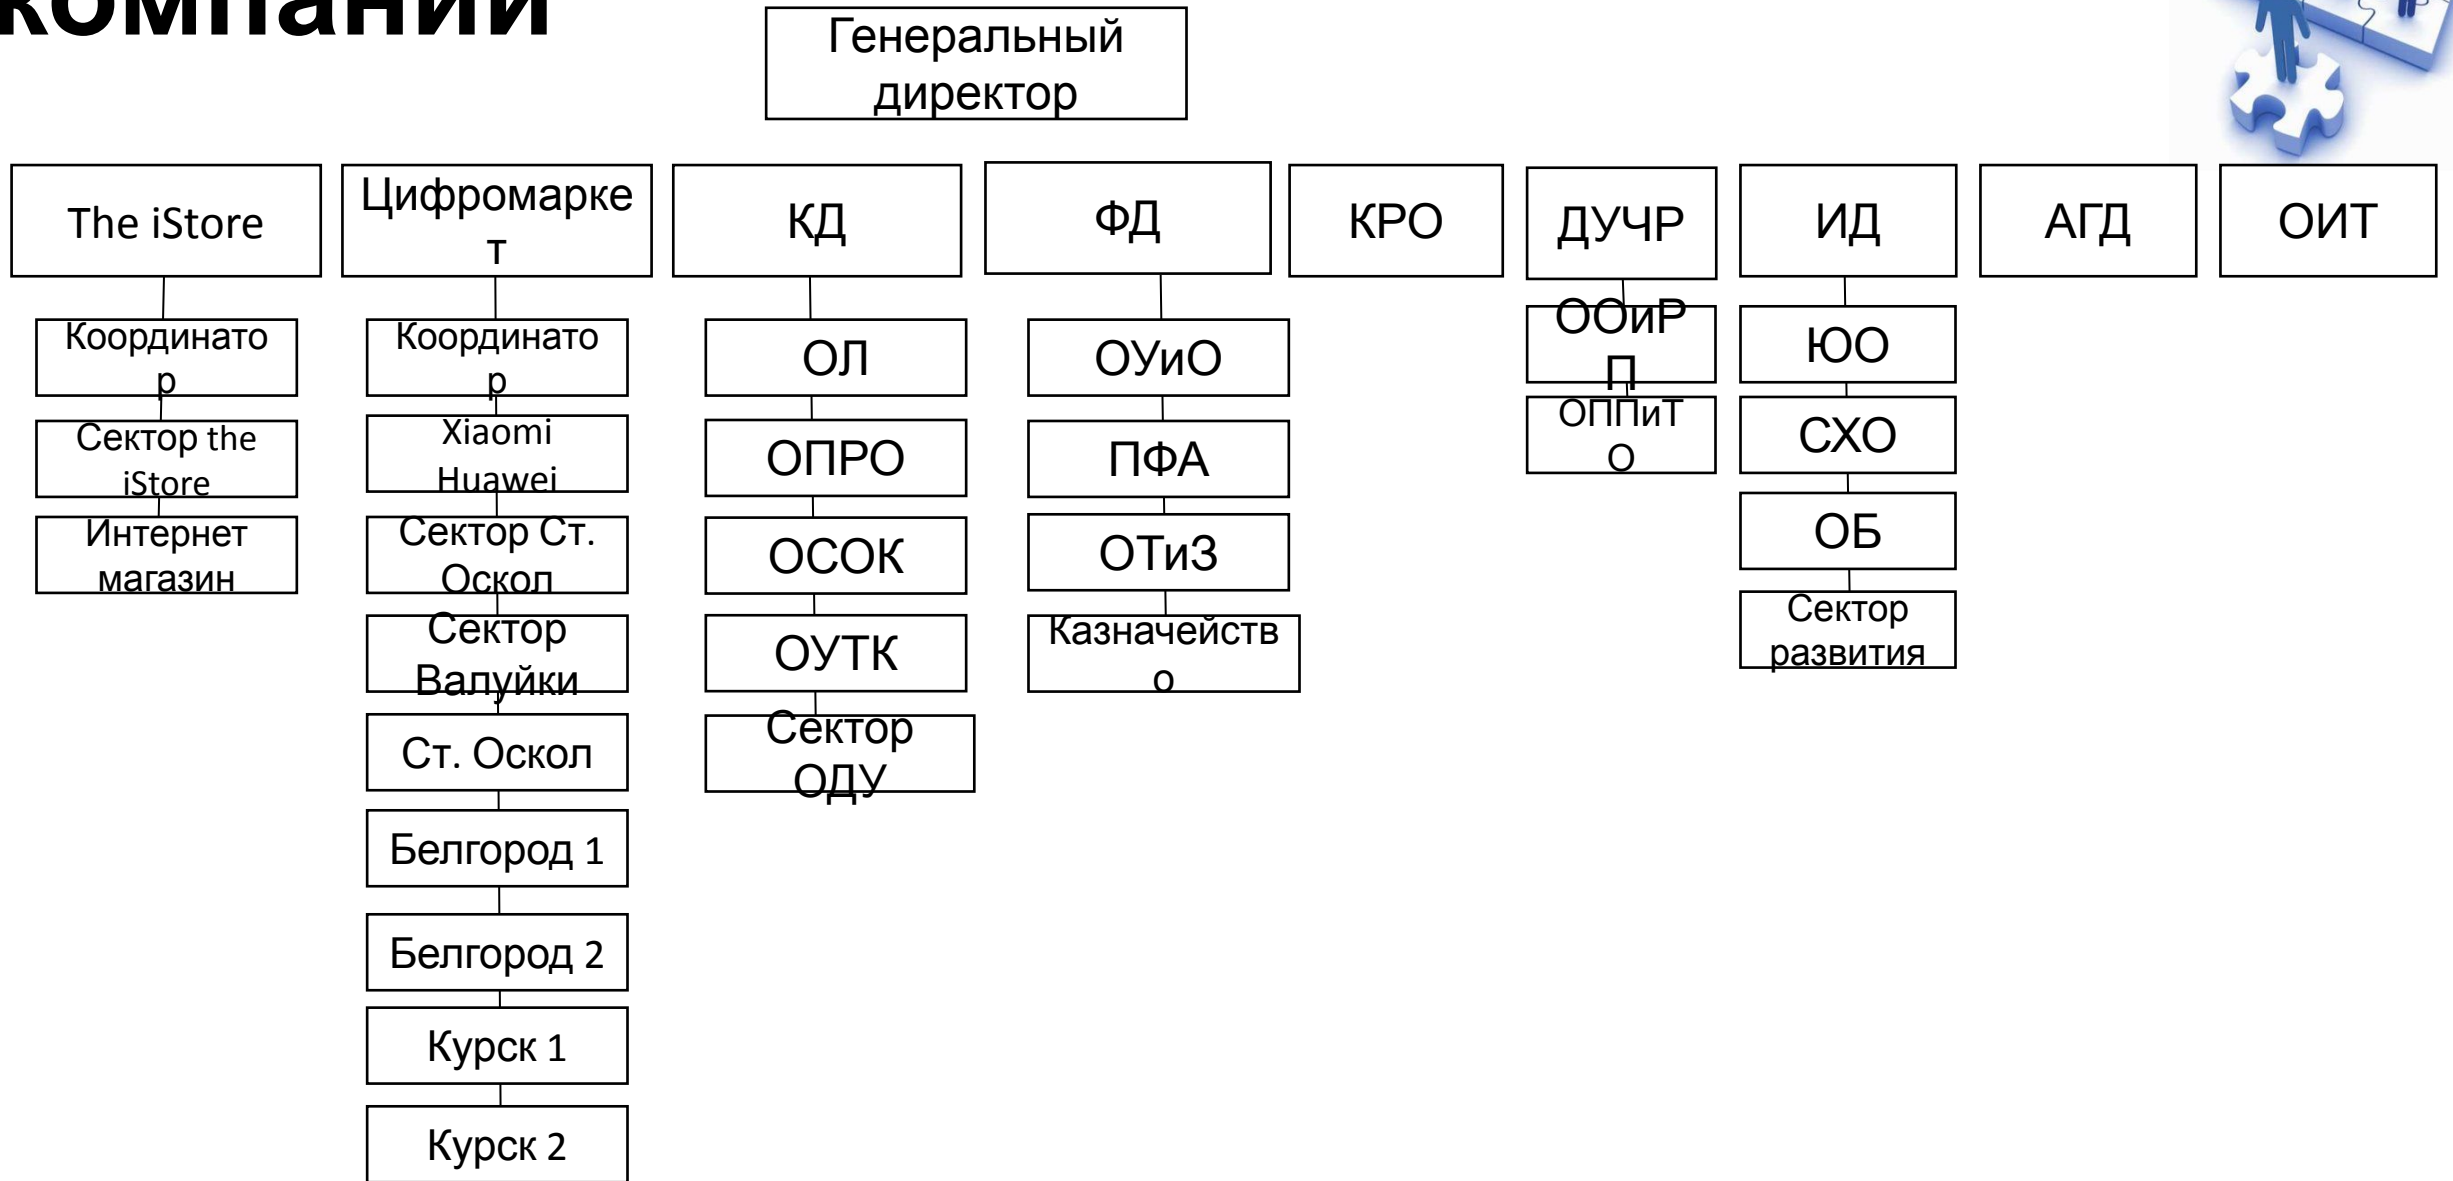 компании
Генеральный
директор
The iStore
Цифромарке
т
КД
ФД
КРО
ДУЧР
ИД
АГД
ОИТ
Координато
р
Сектор the
iStore
Интернет
магазин
Координато
р
Xiaomi
Huawei
Сектор Ст.
Оскол
Сектор
Валуйки
Ст. Оскол
Белгород 1
Белгород 2
Курск 1
Курск 2
ОЛ
ОПРО
ОСОК
ОУТК
Сектор
ОДУ
ОУиО
ПФА
ОТиЗ
Казначейств
о
ООиР
П
ОППиТ
О
ЮО
СХО
ОБ
Сектор
развития